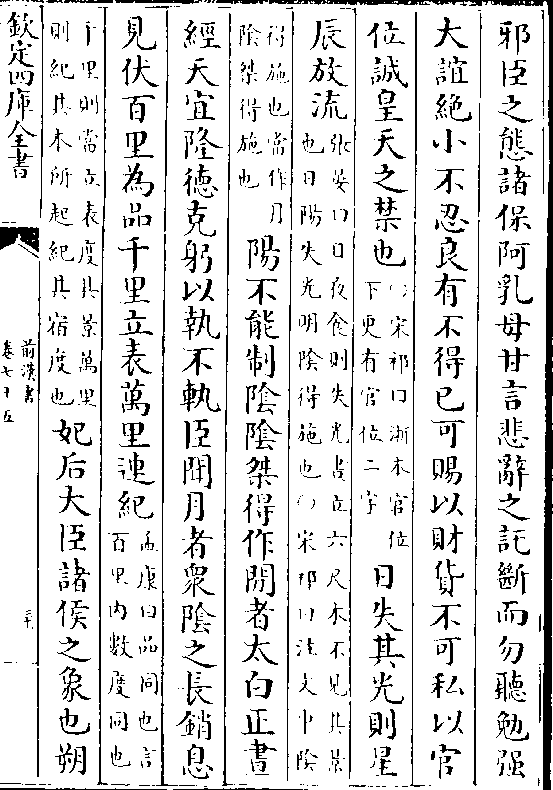 邪臣之態諸保阿乳母甘言悲辭之託斷而勿聽勉强
大誼絶小不忍良有不得已可賜以財貨不可私以官
位誠皇天之禁也○宋祁曰浙本官位下更有官位二字日失其光則星
辰放流張晏曰日夜食則失光晝立六尺木不見其景也日陽失光明陰得施也○宋祁曰注文中陰
得施也當作月陰桀得施也陽不能制陰陰桀得作間者太白正晝
經天宜隆德克躬以執不軌臣聞月者衆陰之長銷息
見伏百里為品千里立表萬里連紀孟康曰品同也言百里内數度同也
千里則當立表度其景萬里則紀其本所起紀其宿度也妃后大臣諸侯之象也朔
欽定四庫全書
前漢書
卷七十五